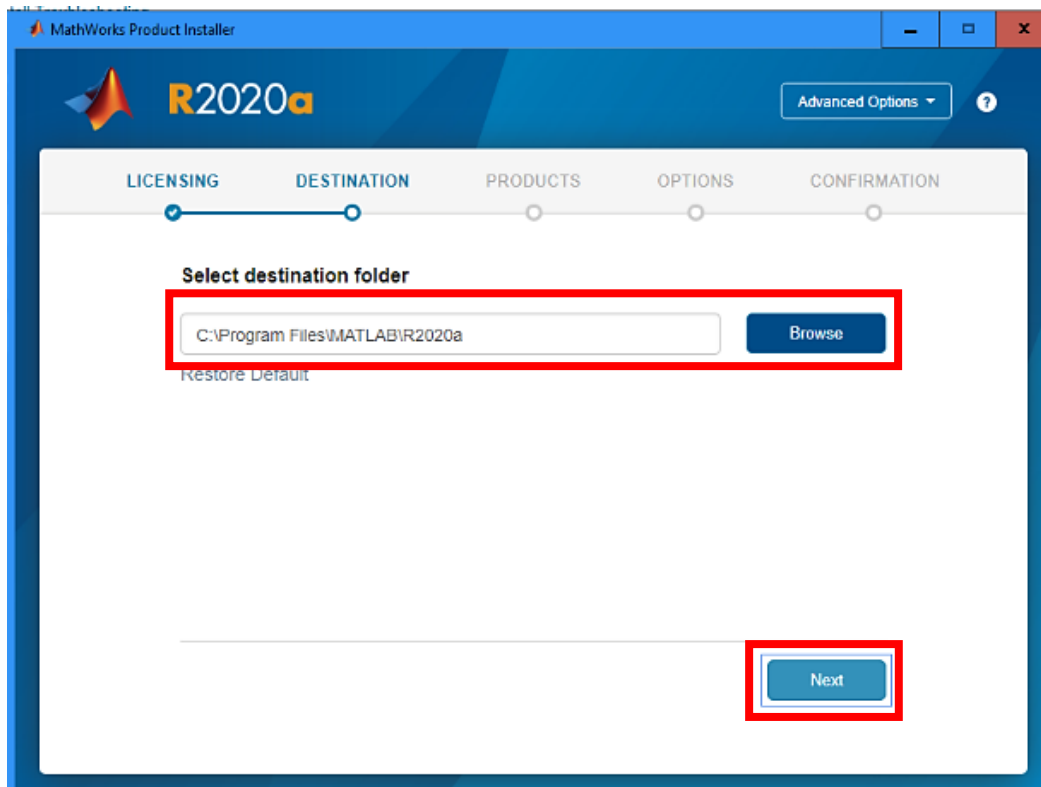 MathWorks Product Installer
R2020a
Advanced Options
?
LICENSING DESTINATION PRODUCTS OPTIONS CONFIRMATION
Select destination folder
C:\Program Files\MATLAB\R2020a
Browse
Restore Default
Next